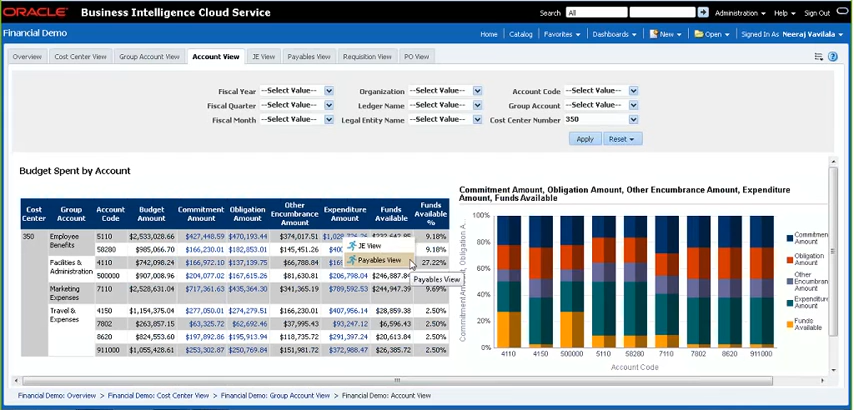 ORACLE Business Intelligence Cloud Service
Search All Administration Help Sign Out
Financial Demo
Home Catalog Favorites Dashboards New Open Signed In As Neeraj Vavilala
Overview Cost Center View Group Account View Account View JE View Payables View Requisition View PO View
Fiscal Year --Select Value-- Organization --Select Value-- Account Code --Select Value--
Fiscal Quarter --Select Value-- Ledger Name --Select Value-- Group Account --Select Value--
Fiscal Month --Select Value-- Legal Entity Name --Select Value-- Cost Center Number 350
Apply Reset
Budget Spent by Account
Cost Center Group Account Account Code Budget Amount Commitment Amount Obligation Amount Other Encumbrance Amount Expenditure Amount Funds Available Funds Available %
350 Employee Benefits 5110 $2,533,028.66 $427,448.59 $470,193.44 $374,017.51 9.18%
58280 $985,066.70 $166,230.01 $182,853.01 $145,451.26 9.18%
Facilities & Administration 4110 $742,098.24 $166,972.10 $137,139.75 $66,788.84 27.22%
500000 $907,008.96 $204,077.02 $167,615.26 $81,630.81 $206,798.04 $246,887.84
Marketing Expenses 7110 $2,528,631.04 $717,361.63 $435,364.30 $341,365.19 $789,592.53 $244,947.39 9.69%
Travel & Expenses 4150 $1,154,375.04 $277,050.01 $274,279.51 $166,230.01 $407,956.14 $28,859.38 2.50%
7802 $263,857.15 $63,325.72 $62,692.46 $37,995.43 $93,247.12 $6,596.43 2.50%
8620 $824,553.60 $197,892.86 $195,913.94 $118,735.72 $291,397.24 $20,613.84 2.50%
911000 $1,055,428.61 $253,302.87 $250,769.84 $151,981.72 $372,988.47 $26,385.72 2.50%
JE View
Payables View
Payables View
Commitment Amount, Obligation Amount, Other Encumbrance Amount, Expenditure Amount, Funds Available
100%
80%
60%
40%
20%
0%
4110 4150 500000 5110 58280 7110 7802 8620 911000
Account Code
Commitment Amount, Obligation A...
Commitmen Amount
Obligation Amount
Other Encumbran Amount
Expenditur Amount
Funds Available
Financial Demo: Overview > Financial Demo: Cost Center View > Financial Demo: Group Account View > Financial Demo: Account View